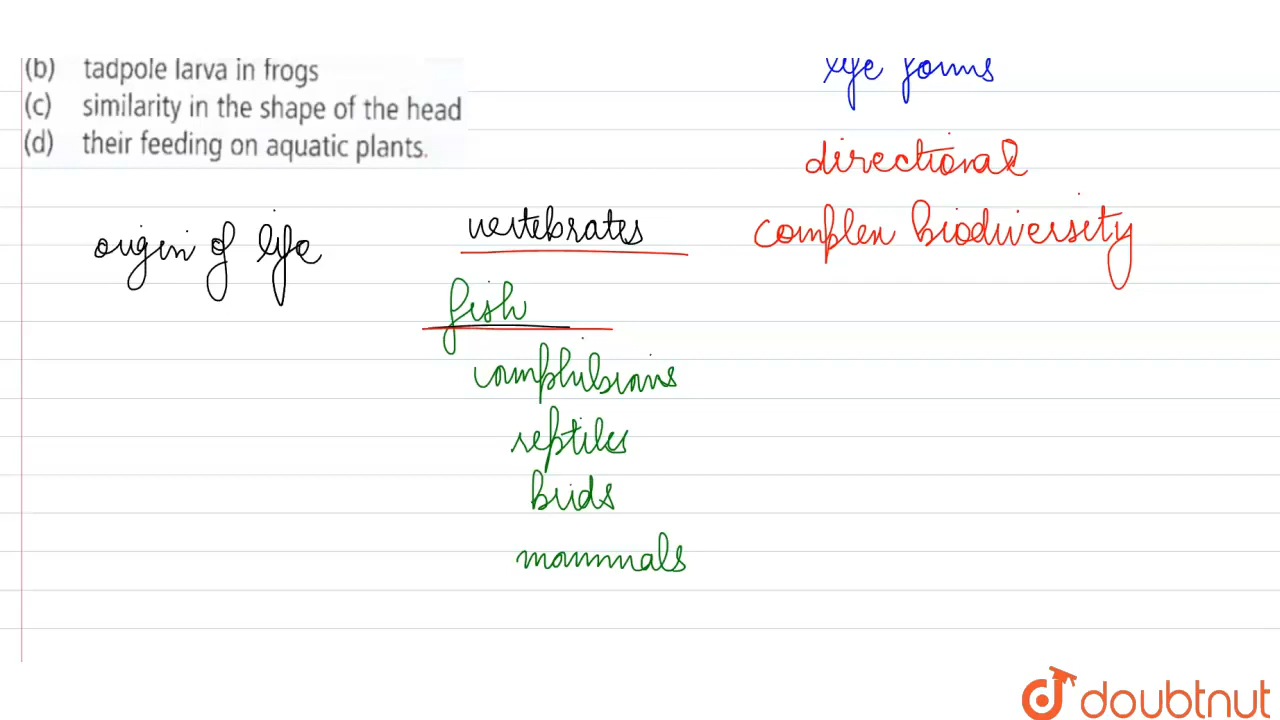 (b) tadpole larva in frogs
(c) similarity in the shape of the head
(d) their feeding on aquatic plants.
life forms
directional
complex biodiversity
origin of life
vertebrates
fish
amphibians
reptiles
birds
mammals
doubtnut